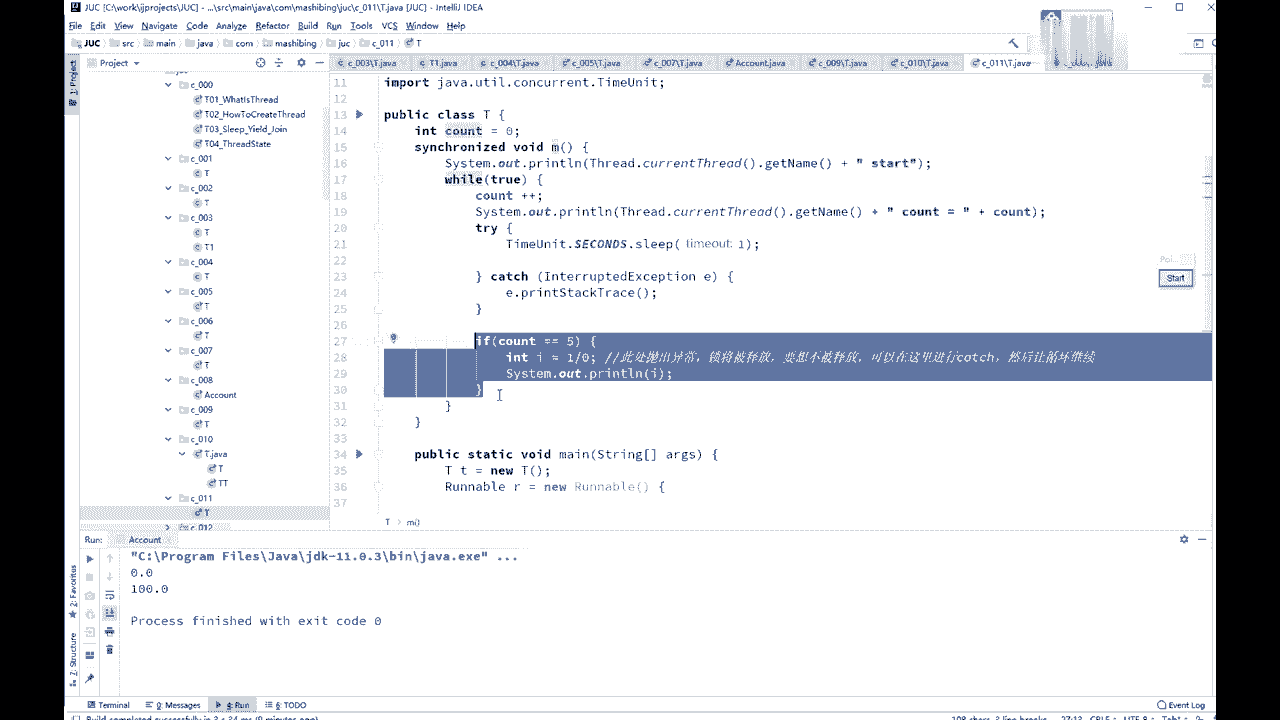 JUC [C:\work\ijprojects\JUC] - ...\src\main\java\com\mashibing\juc\c_011\T.java [JUC] - IntelliJ IDEA
File Edit View Navigate Code Analyze Refactor Build Run Tools VCS Window Help
JUC src main java com mashibing juc c_011 T
Project
c_003\T.java T1.java c_004\T.java c_005\T.java c_007\T.java Account.java c_009\T.java c_010\T.java c_011\T.java
1: Project
c_000
T01_WhatIsThread
T02_HowToCreateThread
T03_Sleep_Yield_Join
T04_ThreadState
c_001
T
c_002
T
c_003
T
T1
c_004
T
c_005
T
c_006
T
c_007
T
c_008
Account
c_009
T
c_010
T.java
T
TT
c_011
T
c_012
11 import java.util.concurrent.TimeUnit;
12
13 public class T {
14 int count = 0;
15 synchronized void m() {
16 System.out.println(Thread.currentThread().getName() + " start");
17 while(true) {
18 count ++;
19 System.out.println(Thread.currentThread().getName() + " count = " + count);
20 try {
21 TimeUnit.SECONDS.sleep( timeout: 1);
22
23 } catch (InterruptedException e) {
24 e.printStackTrace();
25 }
26
27 if(count == 5) {
28 int i = 1/0; //此处抛出异常，锁将被释放，要想不被释放，可以在这里进行catch，然后让循环继续
29 System.out.println(i);
30 }
31 }
32 }
33
34 public static void main(String[] args) {
35 T t = new T();
36 Runnable r = new Runnable() {
37
T › m()
Start
Run: Account
"C:\Program Files\Java\jdk-11.0.3\bin\java.exe" ...
0.0
100.0
Process finished with exit code 0
2: Favorites
7: Structure
Terminal 0: Messages 4: Run 6: TODO
Event Log